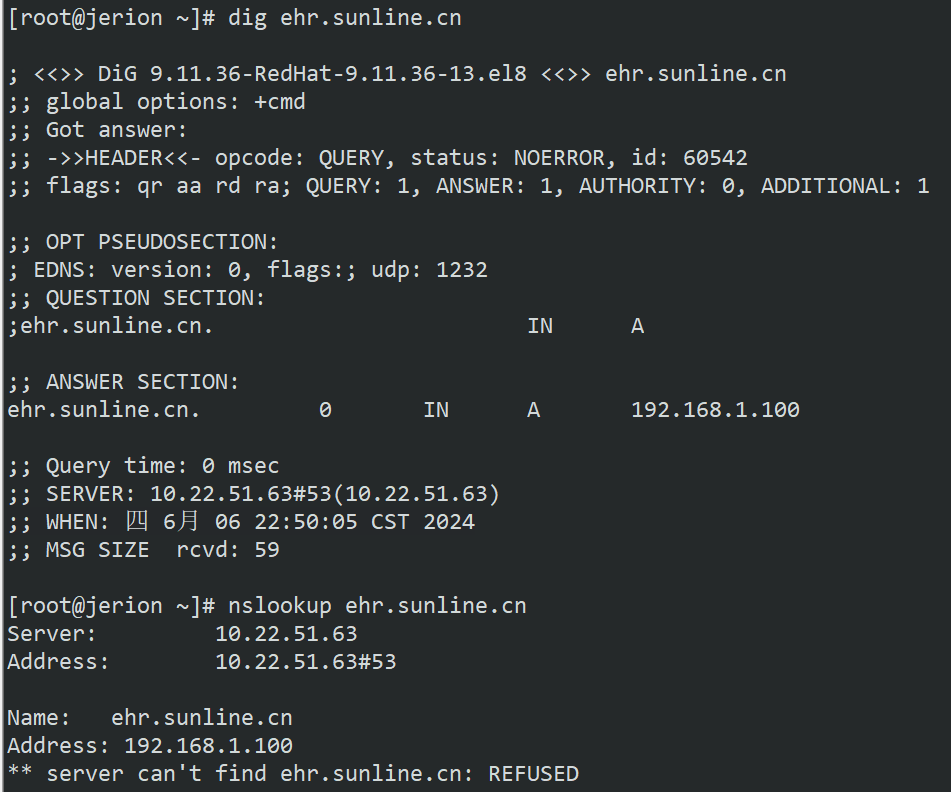 [root@jerion ~]# dig ehr.sunline.cn
; <<>> DiG 9.11.36-RedHat-9.11.36-13.el8 <<>> ehr.sunline.cn
;; global options: +cmd
;; Got answer:
;; ->>HEADER<<- opcode: QUERY, status: NOERROR, id: 60542
;; flags: qr aa rd ra; QUERY: 1, ANSWER: 1, AUTHORITY: 0, ADDITIONAL: 1
;; OPT PSEUDOSECTION:
; EDNS: version: 0, flags:; udp: 1232
;; QUESTION SECTION:
;ehr.sunline.cn. IN A
;; ANSWER SECTION:
ehr.sunline.cn. 0 IN A 192.168.1.100
;; Query time: 0 msec
;; SERVER: 10.22.51.63#53(10.22.51.63)
;; WHEN: 四 6月 06 22:50:05 CST 2024
;; MSG SIZE  rcvd: 59
[root@jerion ~]# nslookup ehr.sunline.cn
Server: 10.22.51.63
Address: 10.22.51.63#53
Name: ehr.sunline.cn
Address: 192.168.1.100
** server can't find ehr.sunline.cn: REFUSED